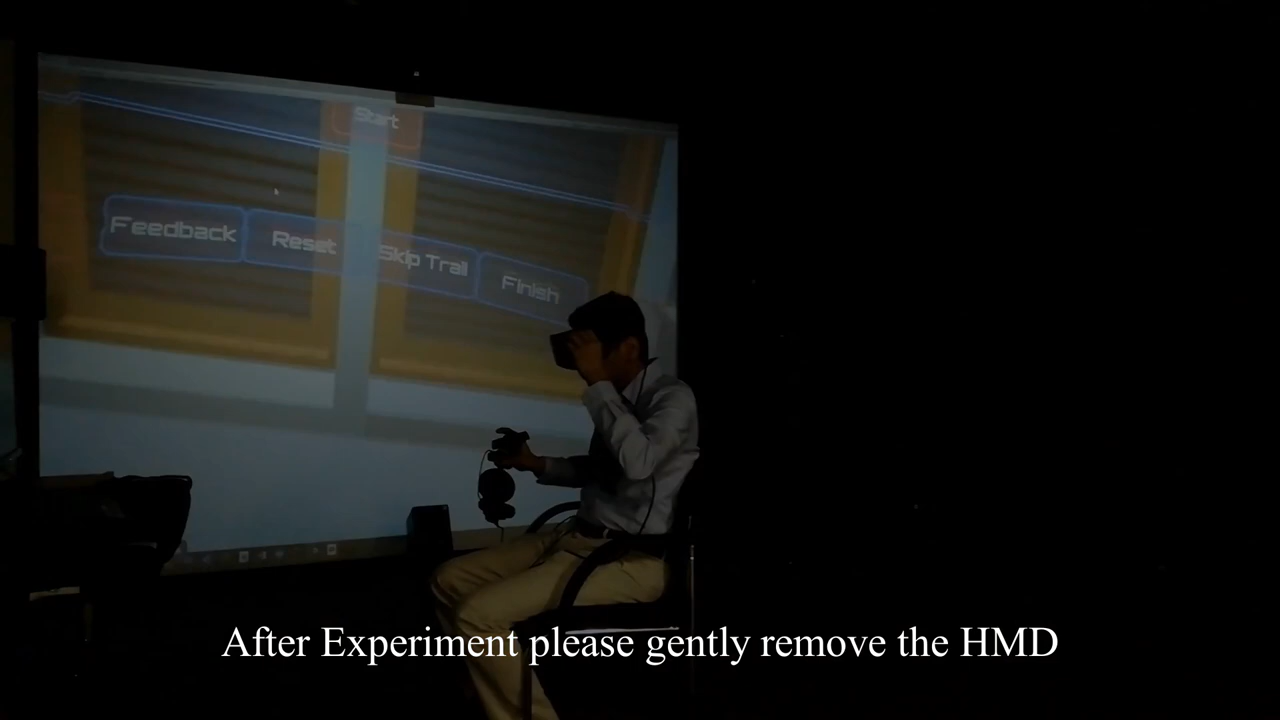 Start
Feedback
Reset
Skip Trail
Finish
After Experiment please gently remove the HMD